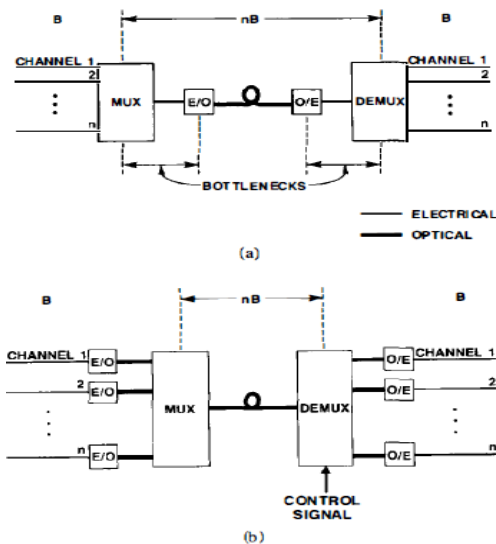 B nB B
CHANNEL 1 CHANNEL 1
2 2
MUX E/O O/E DEMUX
n n
BOTTLENECKS
ELECTRICAL
OPTICAL
(a)
B nB B
CHANNEL 1 E/O O/E CHANNEL 1
2 E/O O/E 2
MUX DEMUX
n E/O O/E n
CONTROL
SIGNAL
(b)